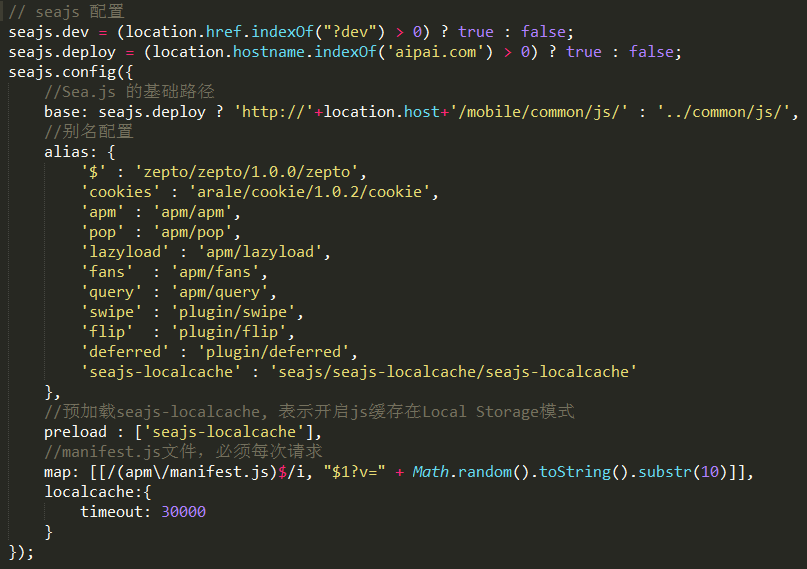 // seajs 配置
seajs.dev = (location.href.indexOf("?dev") > 0) ? true : false;
seajs.deploy = (location.hostname.indexOf('aipai.com') > 0) ? true : false;
seajs.config({
    //Sea.js 的基础路径
    base: seajs.deploy ? 'http://'+location.host+'/mobile/common/js/' : '../common/js/',
    //别名配置
    alias: {
        '$' : 'zepto/zepto/1.0.0/zepto',
        'cookies' : 'arale/cookie/1.0.2/cookie',
        'apm' : 'apm/apm',
        'pop' : 'apm/pop',
        'lazyload' : 'apm/lazyload',
        'fans'  : 'apm/fans',
        'query' : 'apm/query',
        'swipe' : 'plugin/swipe',
        'flip'  : 'plugin/flip',
        'deferred' : 'plugin/deferred',
        'seajs-localcache' : 'seajs/seajs-localcache/seajs-localcache'
    },
    //预加载seajs-localcache, 表示开启js缓存在Local Storage模式
    preload : ['seajs-localcache'],
    //manifest.js文件，必须每次请求
    map: [[/(apm\/manifest.js)$/i, "$1?v=" + Math.random().toString().substr(10)]],
    localcache:{
        timeout: 30000
    }
});